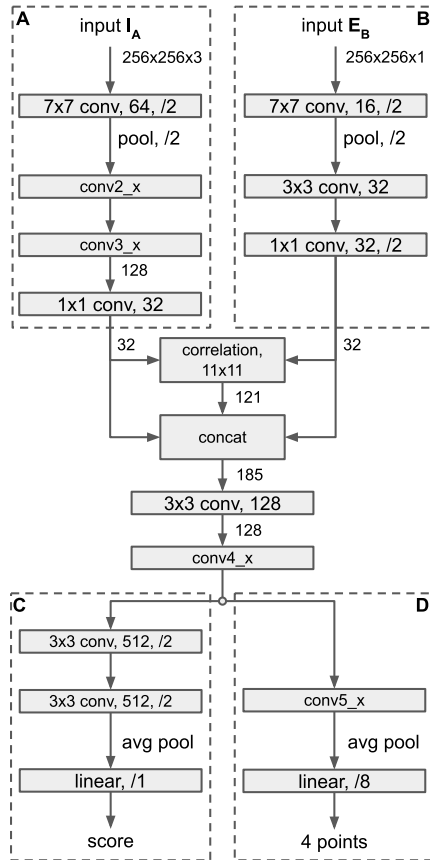 A
input I_A
256x256x3
7x7 conv, 64, /2
pool, /2
conv2_x
conv3_x
128
1x1 conv, 32
32
B
input E_B
256x256x1
7x7 conv, 16, /2
pool, /2
3x3 conv, 32
1x1 conv, 32, /2
32
correlation,
11x11
121
concat
185
3x3 conv, 128
128
conv4_x
C
3x3 conv, 512, /2
3x3 conv, 512, /2
avg pool
linear, /1
score
D
conv5_x
avg pool
linear, /8
4 points